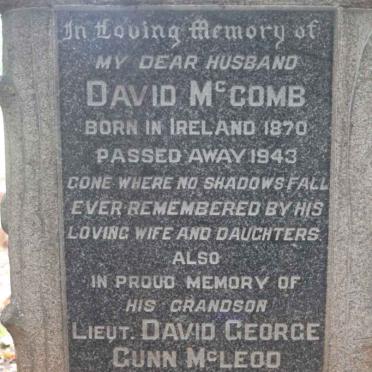 In Loving Memory of
MY DEAR HUSBAND
DAVID McCOMB
BORN IN IRELAND 1870
PASSED AWAY 1943
GONE WHERE NO SHADOWS FALL
EVER REMEMBERED BY HIS
LOVING WIFE AND DAUGHTERS.
ALSO
IN PROUD MEMORY OF
HIS GRANDSON
LIEUT. DAVID GEORGE
GUNN McLEOD